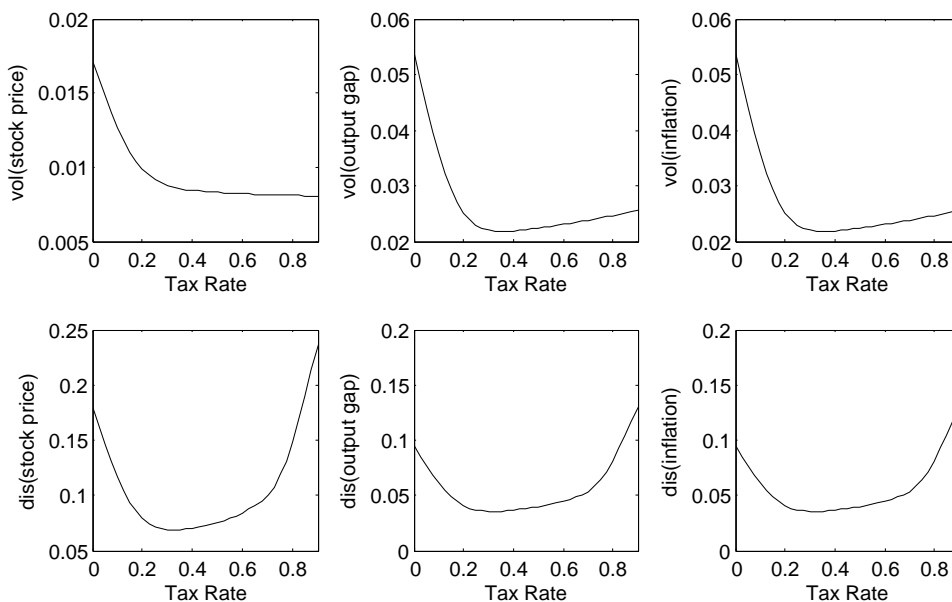 0.02
0.015
0.01
0.005
vol(stock price)
0 0.2 0.4 0.6 0.8
Tax Rate
0.06
0.05
0.04
0.03
0.02
vol(output gap)
0 0.2 0.4 0.6 0.8
Tax Rate
0.06
0.05
0.04
0.03
0.02
vol(inflation)
0 0.2 0.4 0.6 0.8
Tax Rate
0.25
0.2
0.15
0.1
0.05
dis(stock price)
0 0.2 0.4 0.6 0.8
Tax Rate
0.2
0.15
0.1
0.05
0
dis(output gap)
0 0.2 0.4 0.6 0.8
Tax Rate
0.2
0.15
0.1
0.05
0
dis(inflation)
0 0.2 0.4 0.6 0.8
Tax Rate